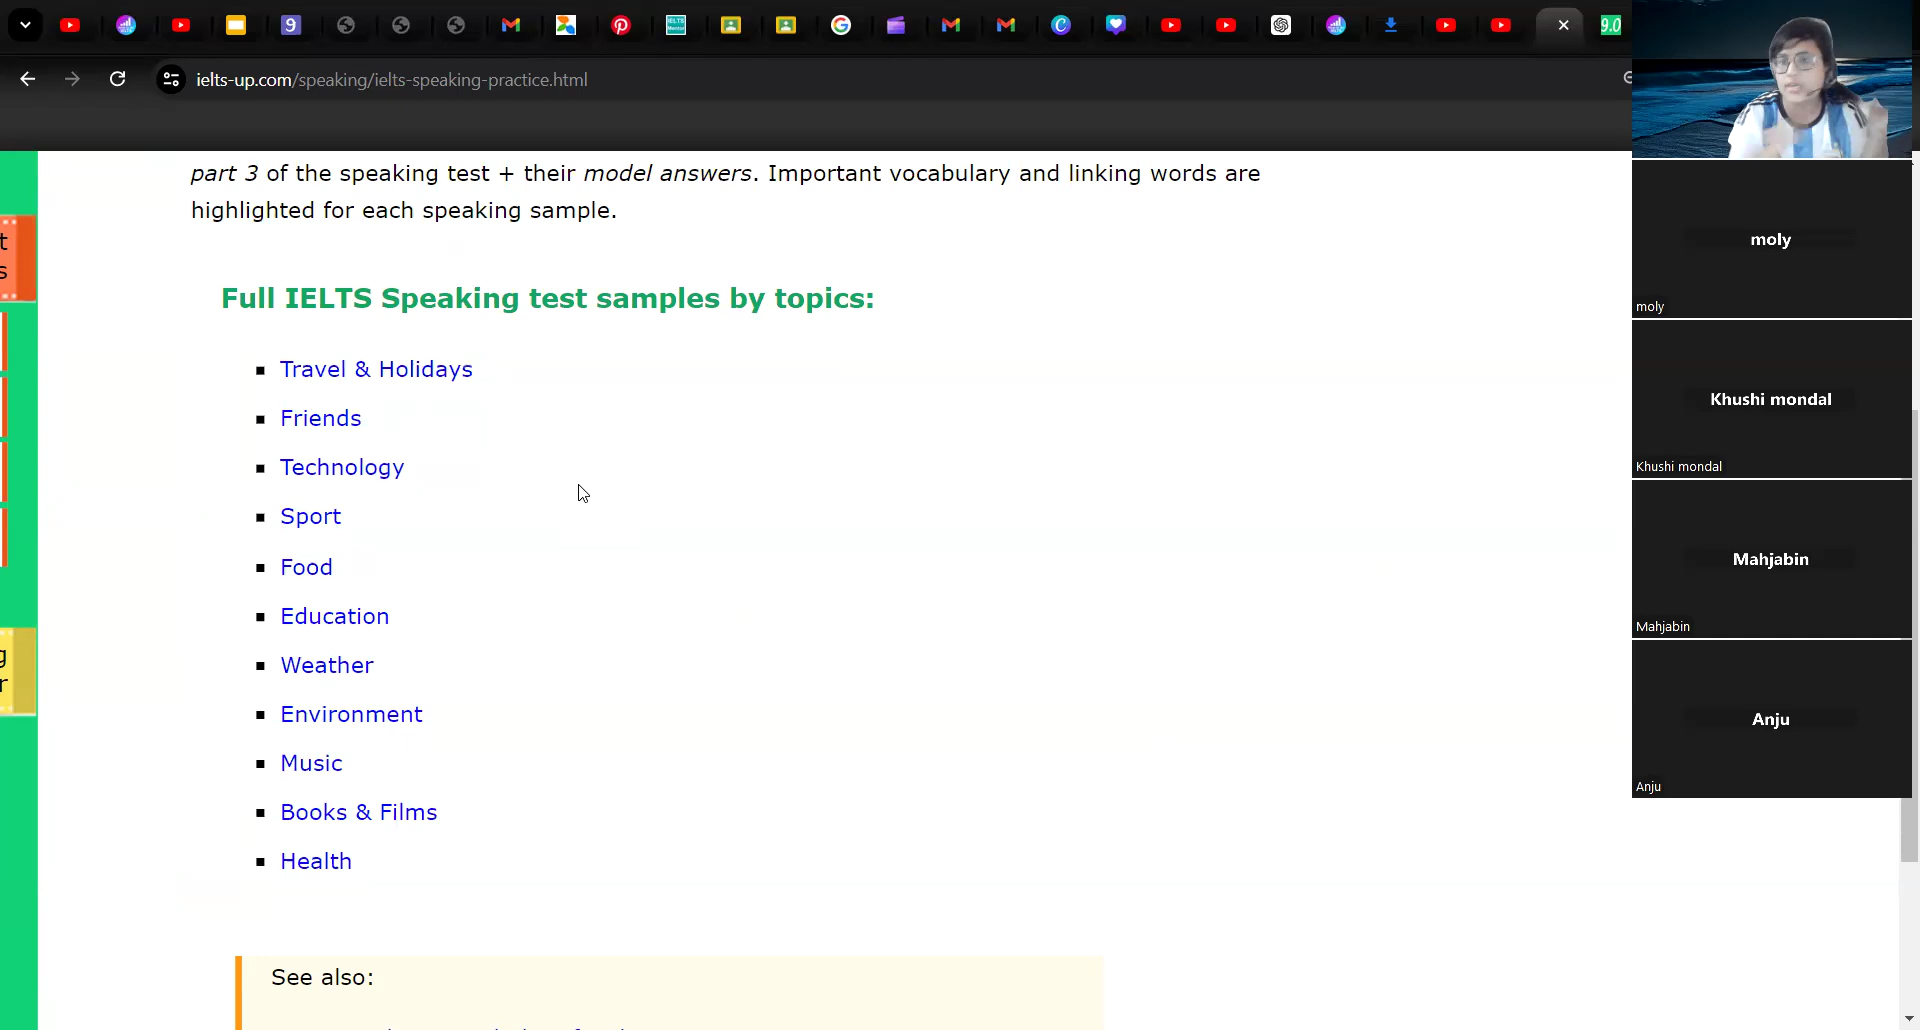 9
9.0
ielts-up.com/speaking/ielts-speaking-practice.html
part 3 of the speaking test + their model answers. Important vocabulary and linking words are
highlighted for each speaking sample.
Full IELTS Speaking test samples by topics:
Travel & Holidays
Friends
Technology
Sport
Food
Education
Weather
Environment
Music
Books & Films
Health
See also:
moly
moly
Khushi mondal
Khushi mondal
Mahjabin
Mahjabin
Anju
Anju